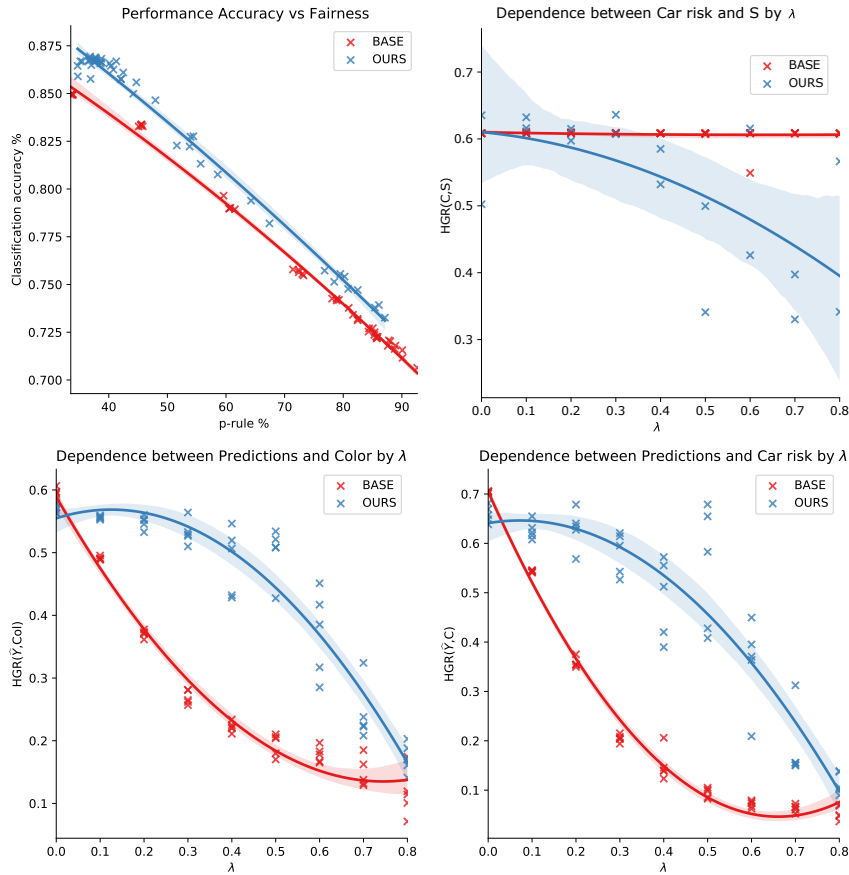 Performance Accuracy vs Fairness
BASE
OURS
0.875
0.850
0.825
0.800
0.775
0.750
0.725
0.700
Classification accuracy %
40 50 60 70 80 90
p-rule %
Dependence between Car risk and S by λ
BASE
OURS
0.7
0.6
0.5
0.4
0.3
HGR(C,S)
0.0 0.1 0.2 0.3 0.4 0.5 0.6 0.7 0.8
λ
Dependence between Predictions and Color by λ
BASE
OURS
0.6
0.5
0.4
0.3
0.2
0.1
HGR(Ŷ,Col)
0.0 0.1 0.2 0.3 0.4 0.5 0.6 0.7 0.8
λ
Dependence between Predictions and Car risk by λ
BASE
OURS
0.7
0.6
0.5
0.4
0.3
0.2
0.1
HGR(Ŷ,C)
0.0 0.1 0.2 0.3 0.4 0.5 0.6 0.7 0.8
λ